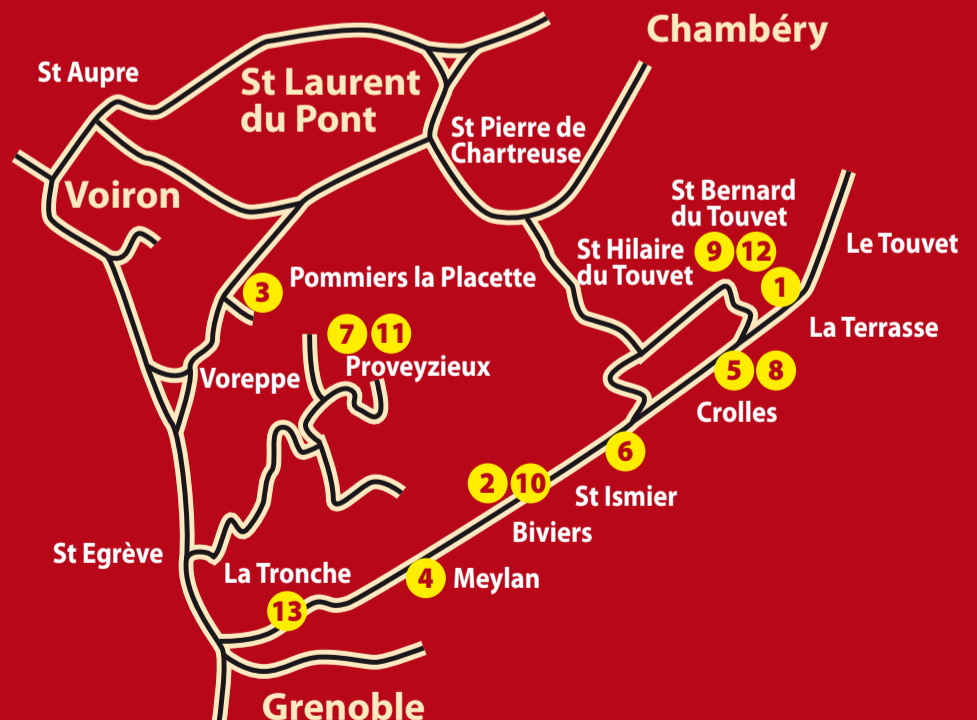 Chambéry
St Aupre
St Laurent
du Pont
St Pierre de
Chartreuse
Voiron
St Bernard
du Touvet
9 12
St Hilaire
du Touvet
Le Touvet
1
3
Pommiers la Placette
La Terrasse
7 11
Proveyzieux
Voreppe
5 8
Crolles
6
2 10
St Ismier
Biviers
St Egrève
La Tronche
4
Meylan
13
Grenoble